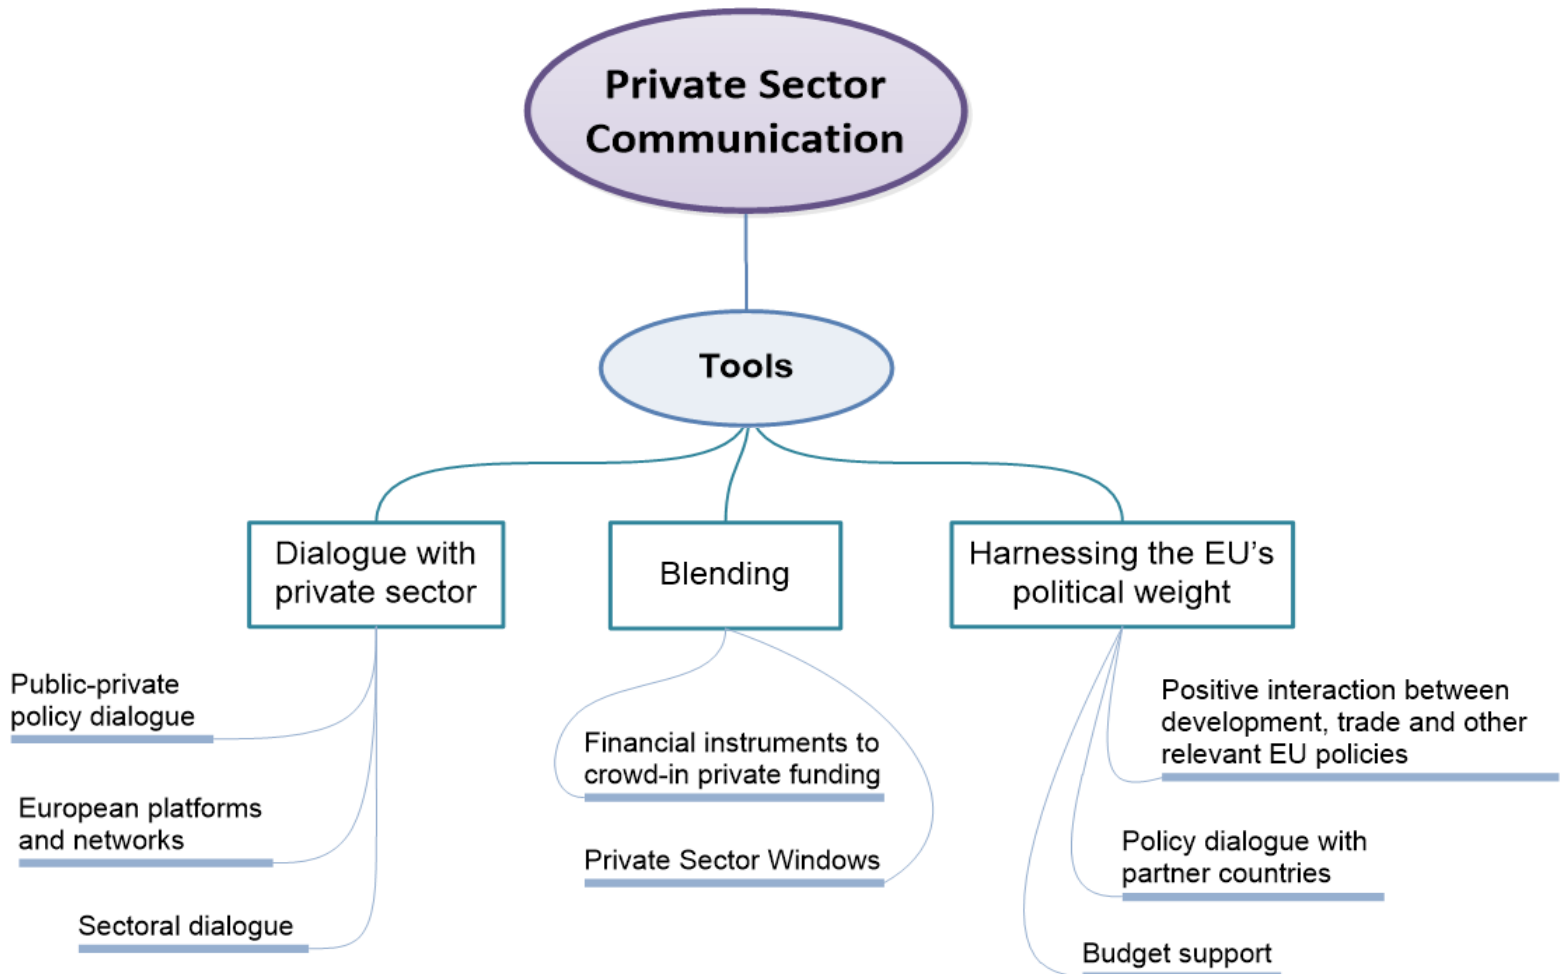 Private Sector
Communication
Tools
Dialogue with
private sector
Blending
Harnessing the EU’s
political weight
Public-private
policy dialogue
European platforms
and networks
Sectoral dialogue
Financial instruments to
crowd-in private funding
Private Sector Windows
Positive interaction between
development, trade and other
relevant EU policies
Policy dialogue with
partner countries
Budget support